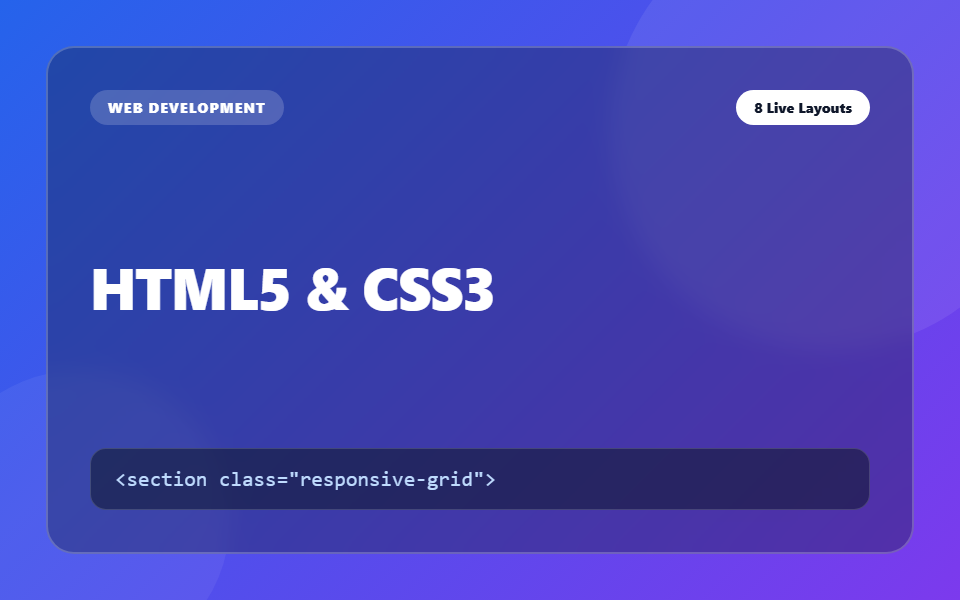 WEB DEVELOPMENT
8 Live Layouts
HTML5 & CSS3
<section class="responsive-grid">